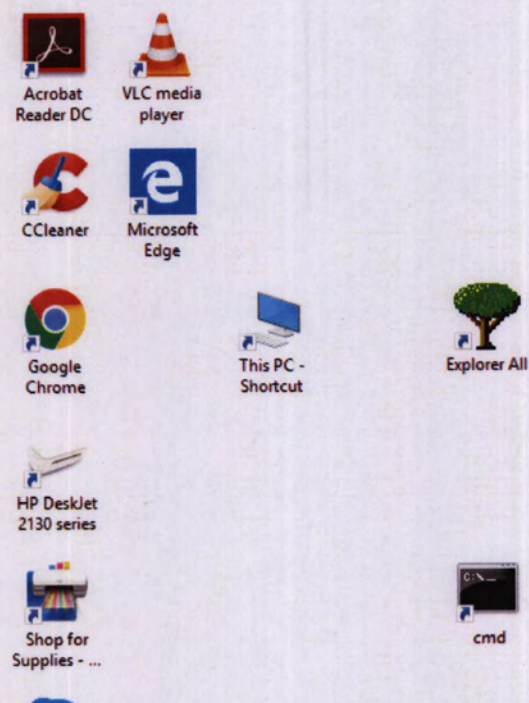 Acrobat
Reader DC
VLC media
player
CCleaner
Microsoft
Edge
Google
Chrome
This PC -
Shortcut
Explorer All
HP DeskJet
2130 series
Shop for
Supplies - ...
C:\_
cmd